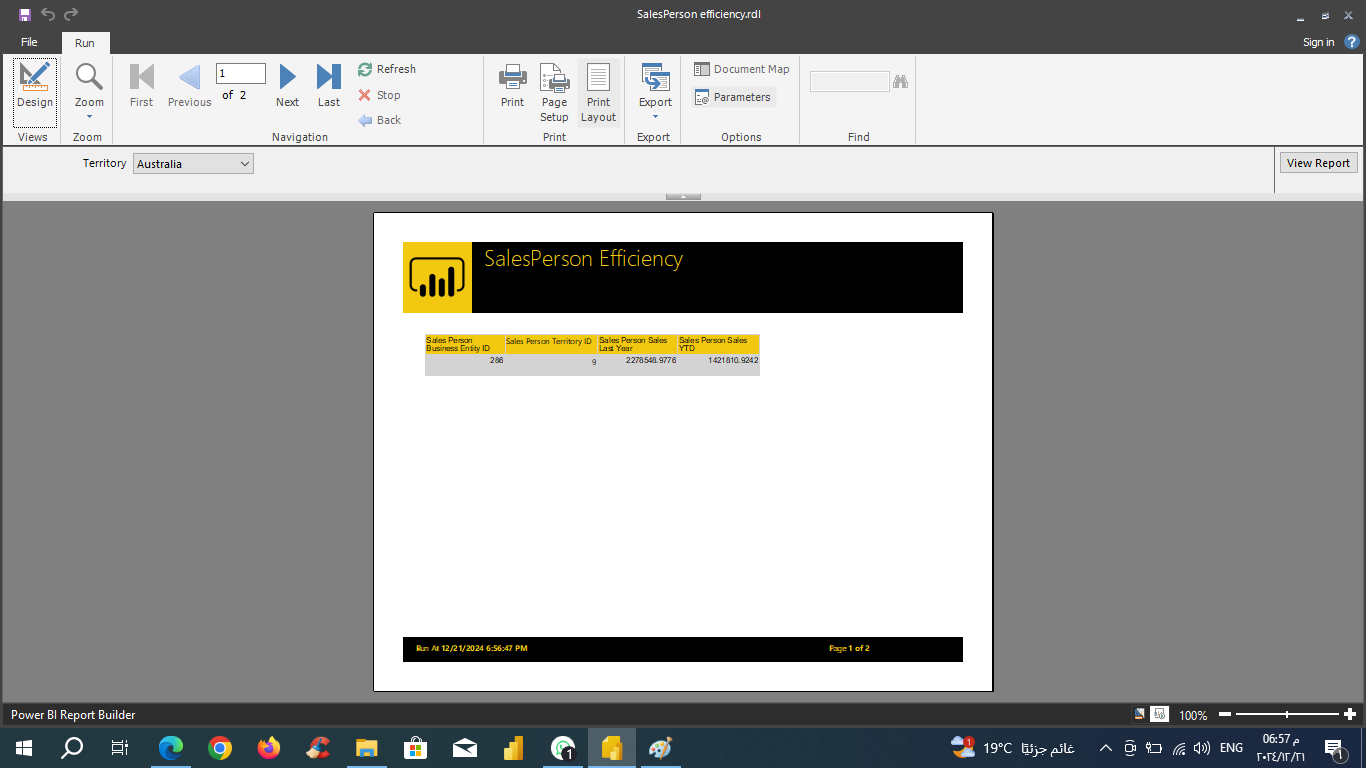 SalesPerson efficiency.rdl
File
Run
Sign in
Design
Zoom
First
Previous
1
of 2
Next
Last
Refresh
Stop
Back
Print
Page Setup
Print Layout
Export
Document Map
Parameters
Views
Zoom
Navigation
Print
Export
Options
Find
Territory
Australia
View Report
SalesPerson Efficiency
Sales Person Business Entity ID
Sales Person Territory ID
Sales Person Sales Last Year
Sales Person Sales YTD
286
9
2278548.9776
1421810.9242
Run At 12/21/2024 6:56:47 PM
Page 1 of 2
Power BI Report Builder
100%
1
1
19°C
غائم جزئيًا
ENG
06:57 م
٢٠٢٤/١٢/٢١
1